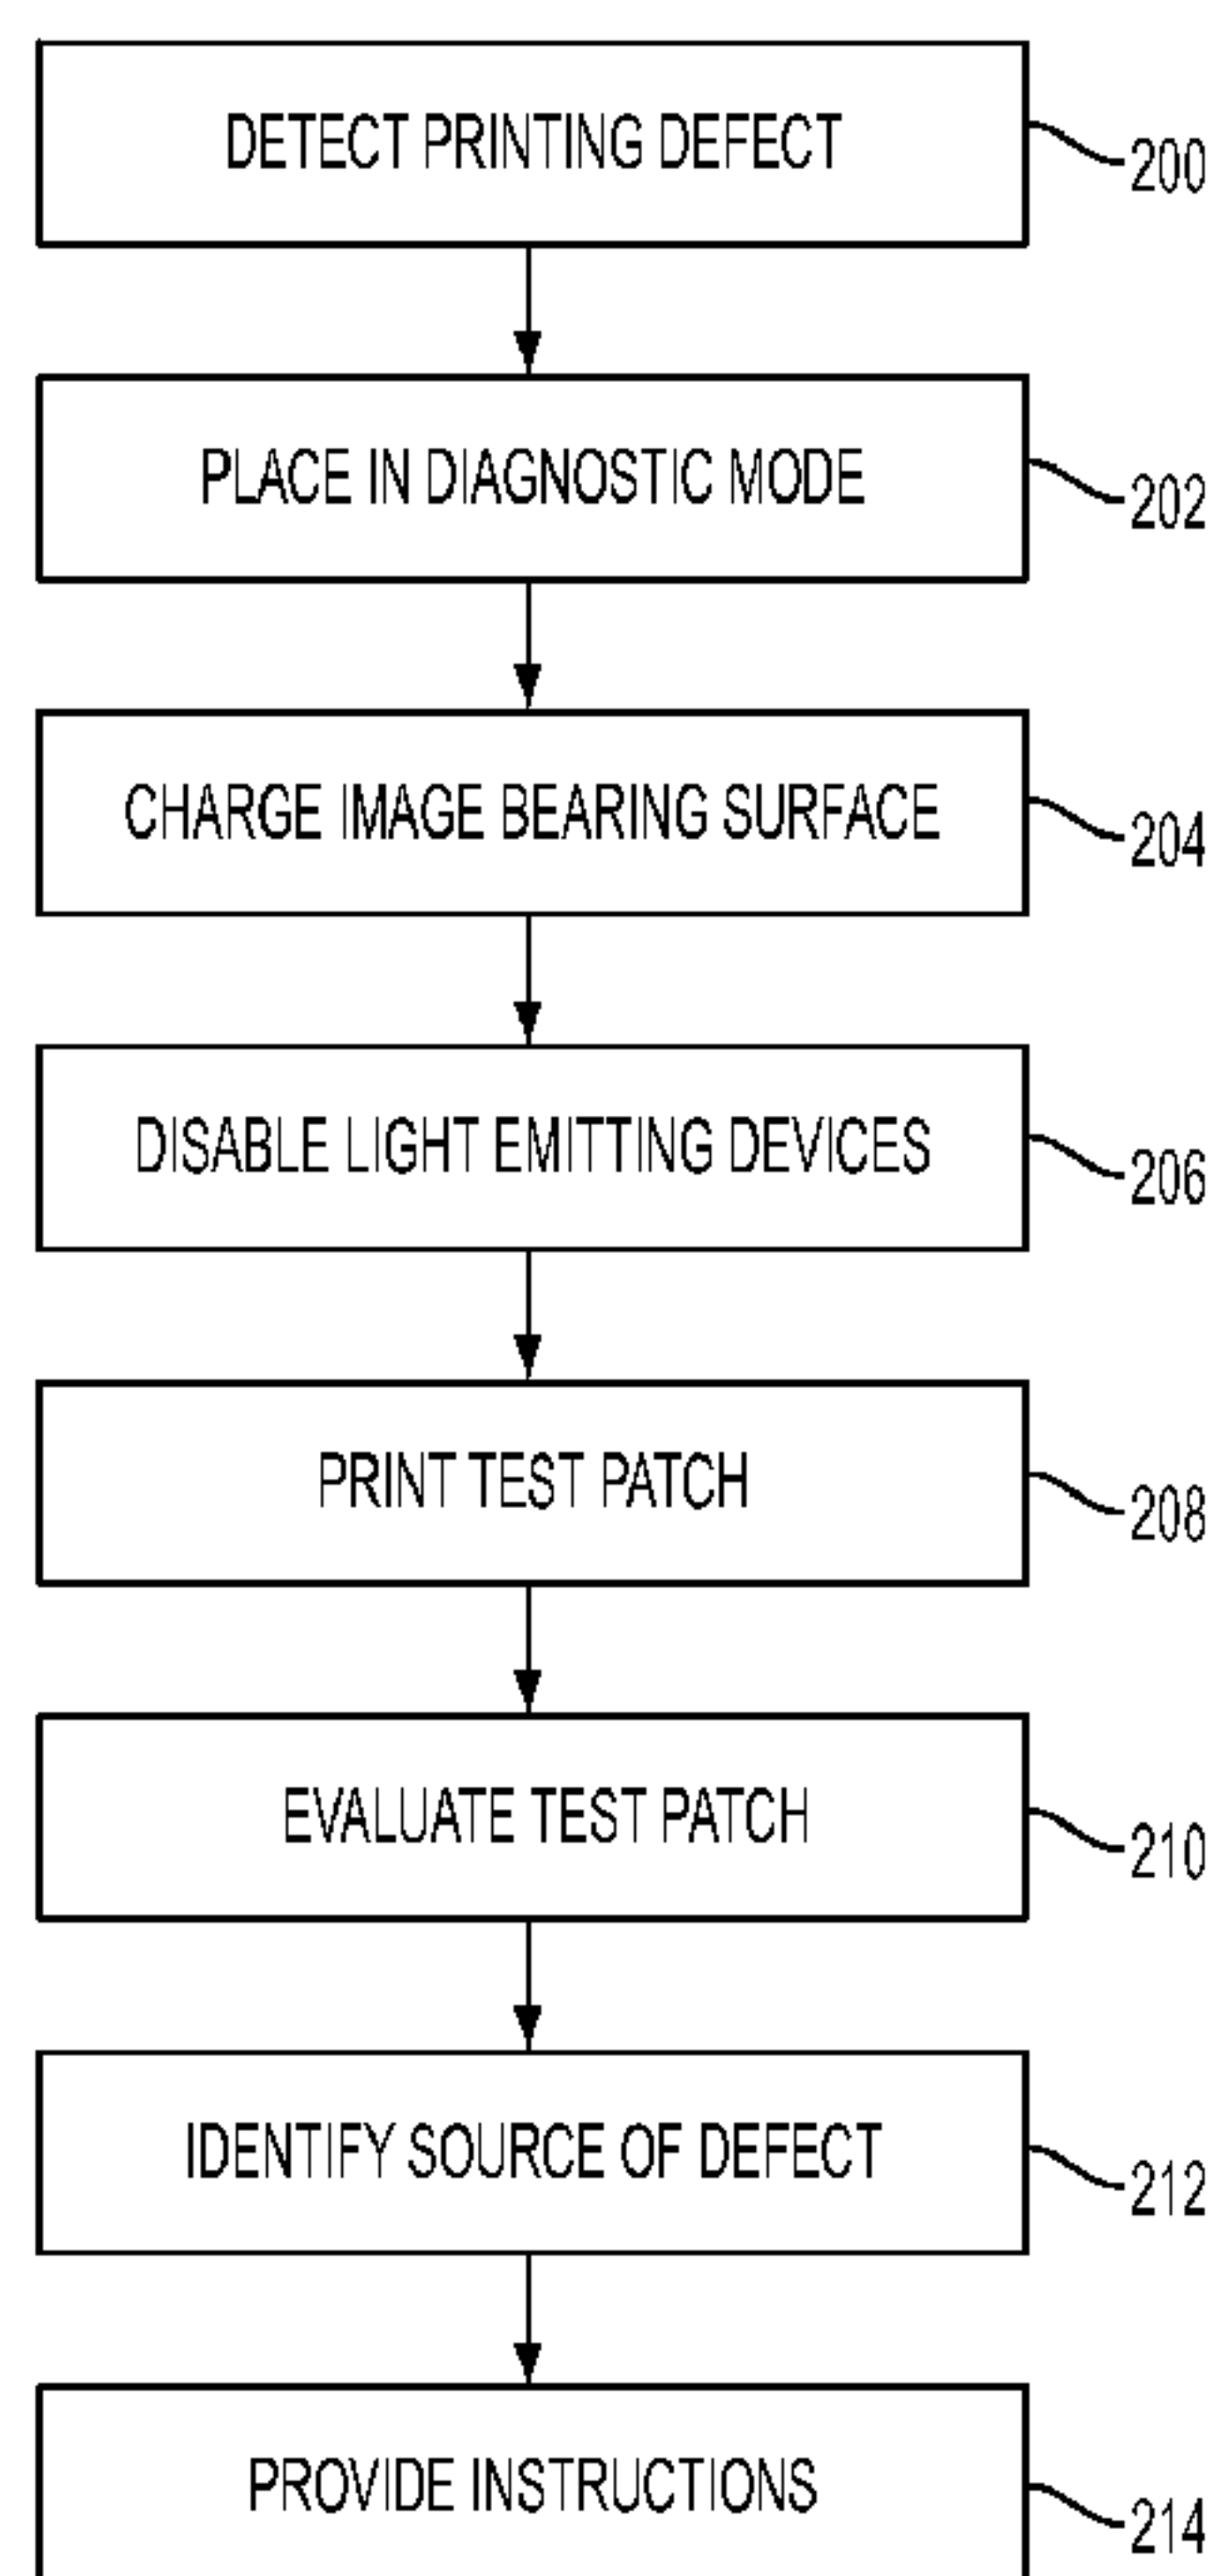 DETECT PRINTING DEFECT
200
PLACE IN DIAGNOSTIC MODE
202
CHARGE IMAGE BEARING SURFACE
204
DISABLE LIGHT EMITTING DEVICES
206
PRINT TEST PATCH
208
EVALUATE TEST PATCH
210
IDENTIFY SOURCE OF DEFECT
212
PROVIDE INSTRUCTIONS
214